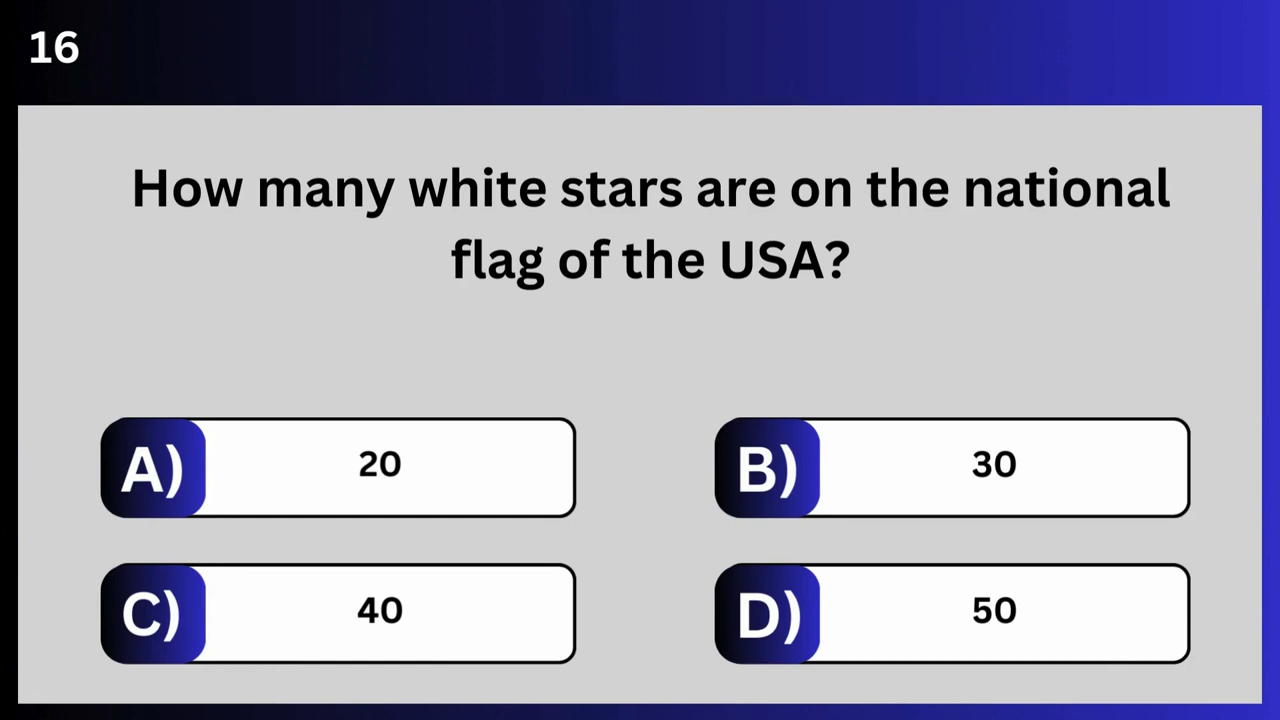 16
How many white stars are on the national
flag of the USA?
A) 20
B) 30
C) 40
D) 50